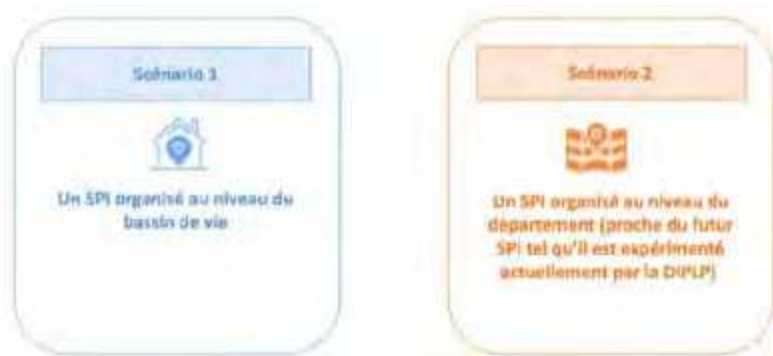 Scénario 1
Un SPI organisé au niveau du
bassin de vie
Scénario 2
Un SPI organisé au niveau du
département (proche du futur
SPI tel qu'il est expérimenté
actuellement par la DIPLP)